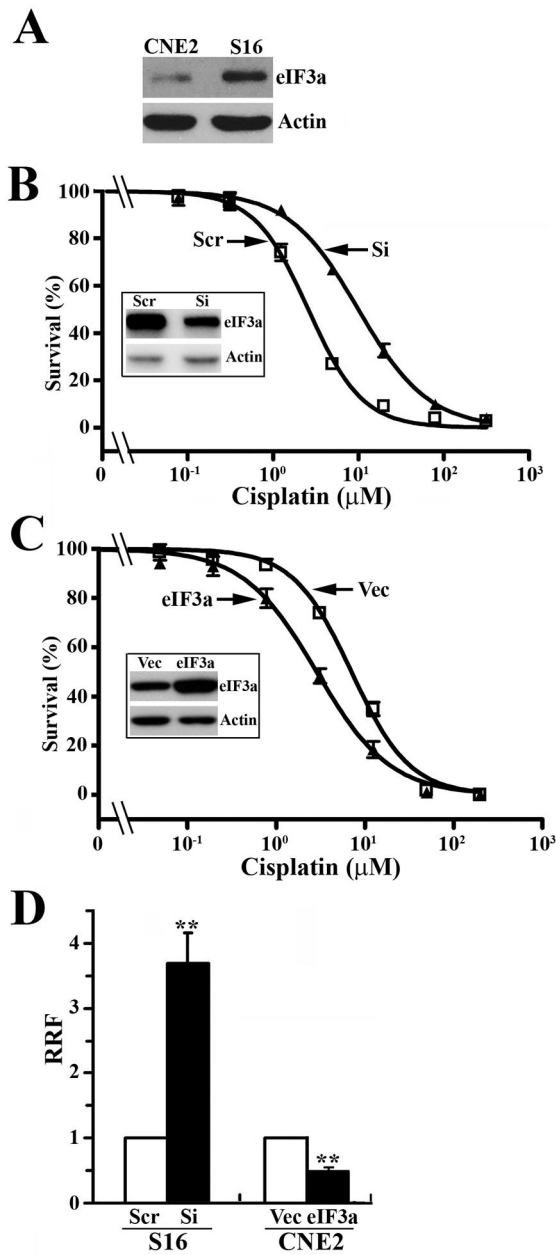 A
CNE2 S16
eIF3a
Actin
B
100
80
60
40
20
0
Survival (%)
Scr
Si
Scr Si
eIF3a
Actin
0 10⁻¹ 10⁰ 10¹ 10² 10³
Cisplatin (μM)
C
100
80
60
40
20
0
Survival (%)
eIF3a
Vec
Vec eIF3a
eIF3a
Actin
0 10⁻¹ 10⁰ 10¹ 10² 10³
Cisplatin (μM)
D
4
3
2
1
0
RRF
**
**
Scr Si Vec eIF3a
S16 CNE2